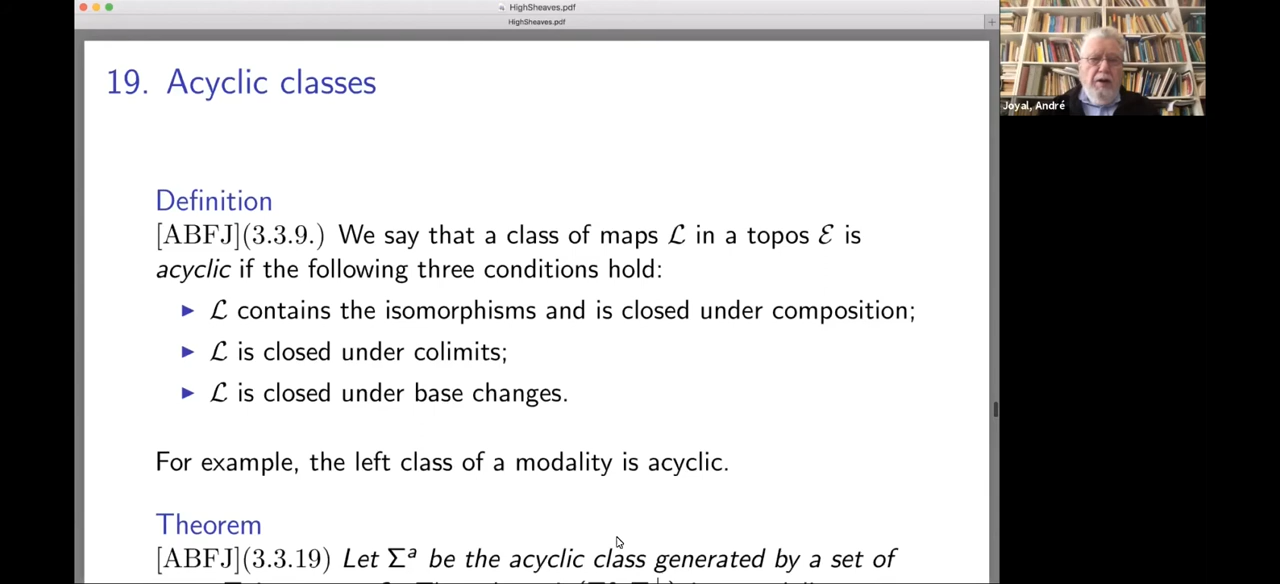 HighSheaves.pdf
HighSheaves.pdf
19. Acyclic classes
Joyal, André
Definition
[ABFJ](3.3.9.) We say that a class of maps ℒ in a topos ℰ is
acyclic if the following three conditions hold:
▶ ℒ contains the isomorphisms and is closed under composition;
▶ ℒ is closed under colimits;
▶ ℒ is closed under base changes.
For example, the left class of a modality is acyclic.
Theorem
[ABFJ](3.3.19) Let Σᵃ be the acyclic class generated by a set of